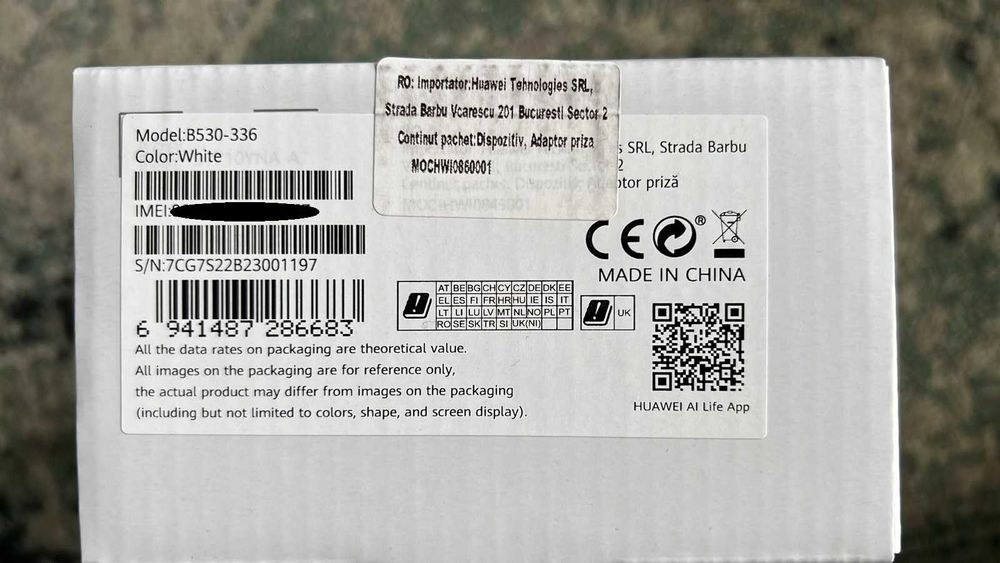 RO: Importator:Huawei Tehnologies SRL,
Strada Barbu Vcarescu 201 Bucuresti Sector 2
Continut pachet:Dispozitiv, Adaptor priza
MOCHWI0860001
Model:B530-336
Color:White
IMEI:
S/N:7CG7S22B23001197
6 941487 286683
All the data rates on packaging are theoretical value.
All images on the packaging are for reference only,
the actual product may differ from images on the packaging
(including but not limited to colors, shape, and screen display).
SRL, Strada Barbu
2
ptor priză
CE ®
MADE IN CHINA
AT BE BG CH CY CZ DE DK EE
EL ES FI FR HR HU IE IS IT
LT LI LU LV MT NL NO PL PT
RO SE SK TR SI UK(NI)
UK
HUAWEI AI Life App